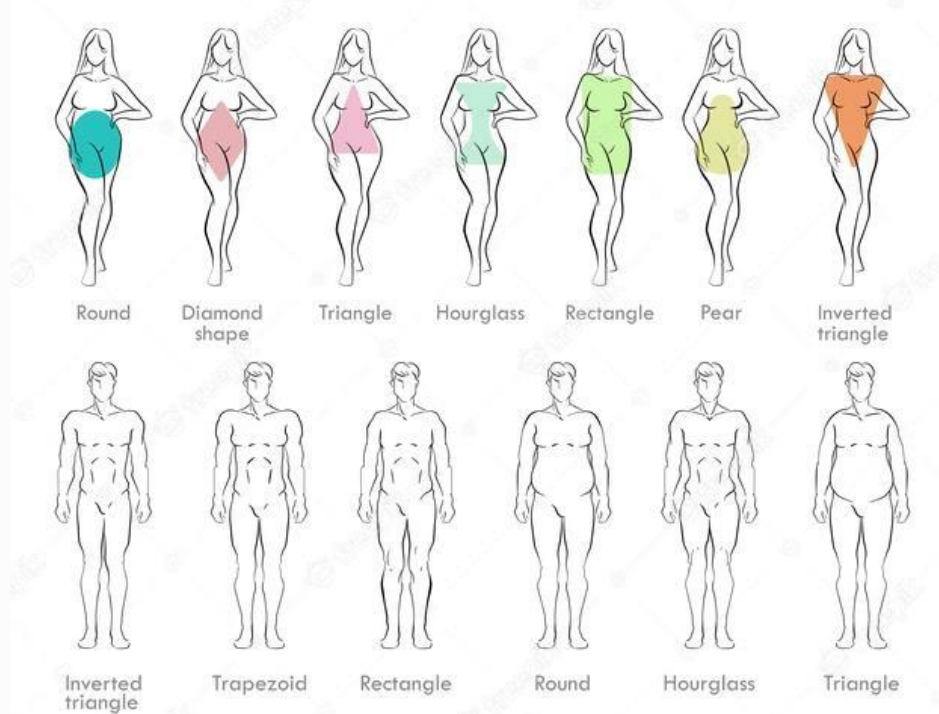 Round
Diamond
shape
Triangle
Hourglass
Rectangle
Pear
Inverted
triangle
Inverted
triangle
Trapezoid
Rectangle
Round
Hourglass
Triangle